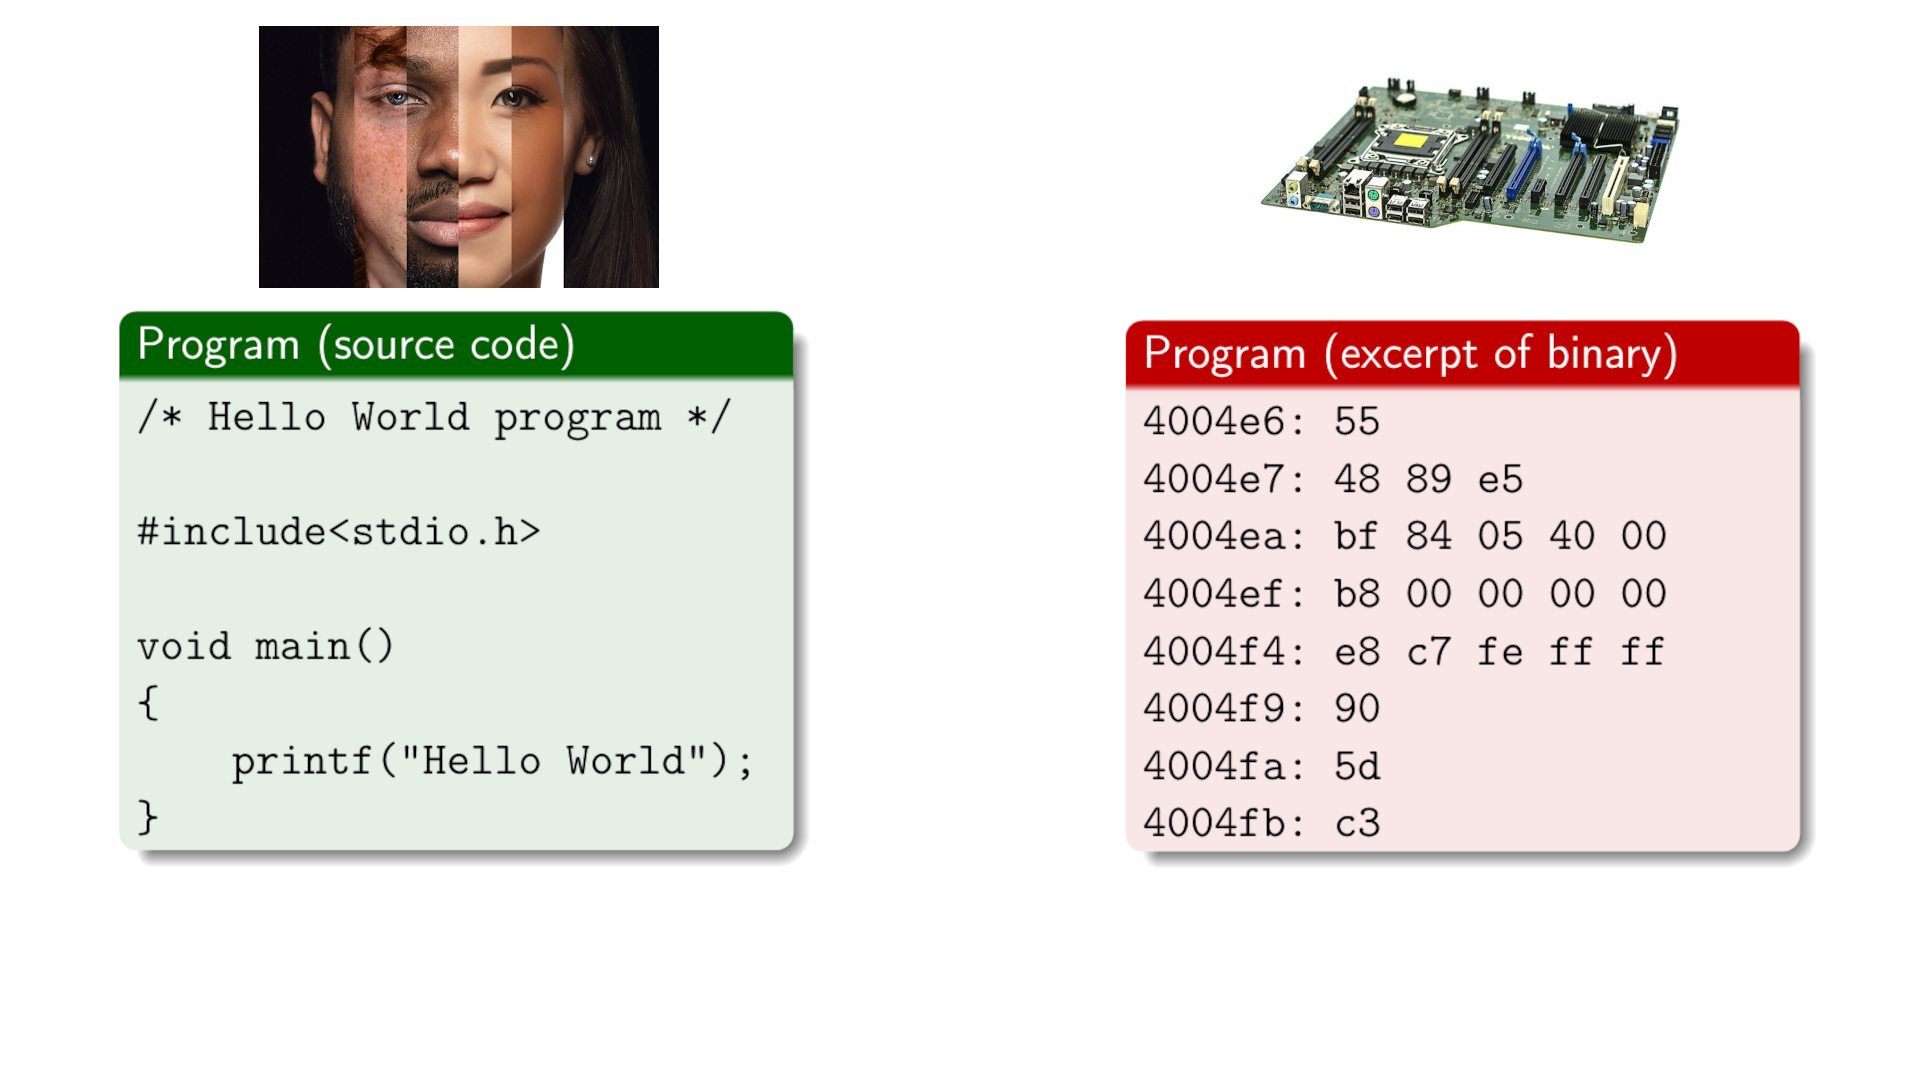 Program (source code)
/* Hello World program */
#include<stdio.h>
void main()
{
    printf("Hello World");
}
Program (excerpt of binary)
4004e6: 55
4004e7: 48 89 e5
4004ea: bf 84 05 40 00
4004ef: b8 00 00 00 00
4004f4: e8 c7 fe ff ff
4004f9: 90
4004fa: 5d
4004fb: c3